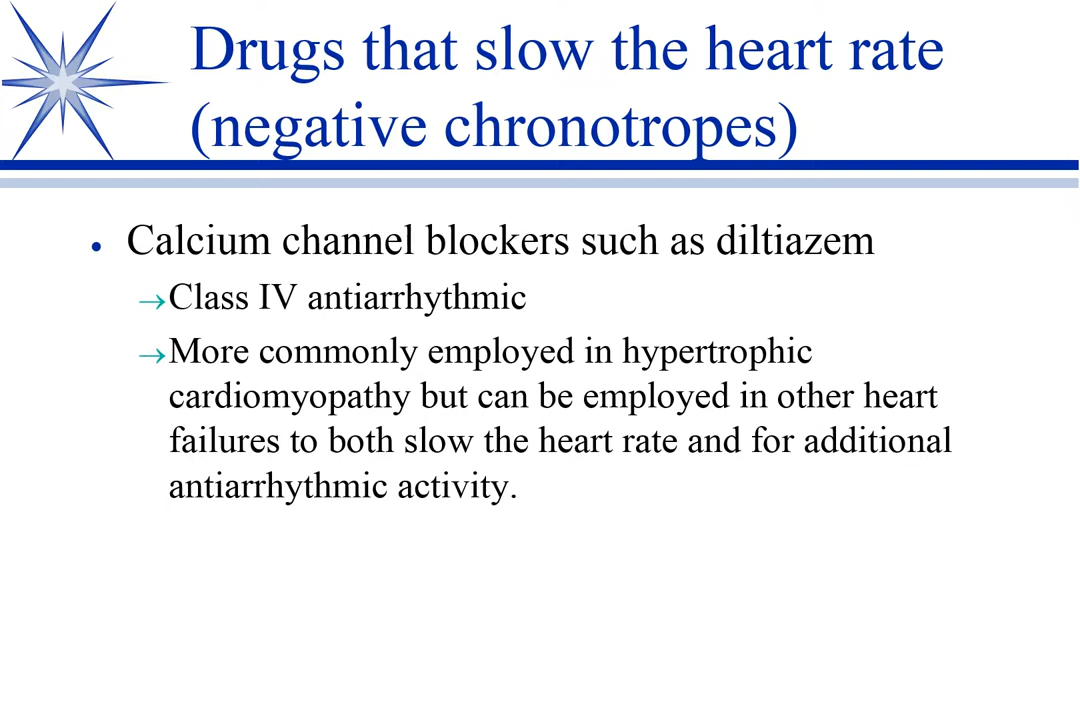 Drugs that slow the heart rate
(negative chronotropes)
• Calcium channel blockers such as diltiazem
→Class IV antiarrhythmic
→More commonly employed in hypertrophic
cardiomyopathy but can be employed in other heart
failures to both slow the heart rate and for additional
antiarrhythmic activity.